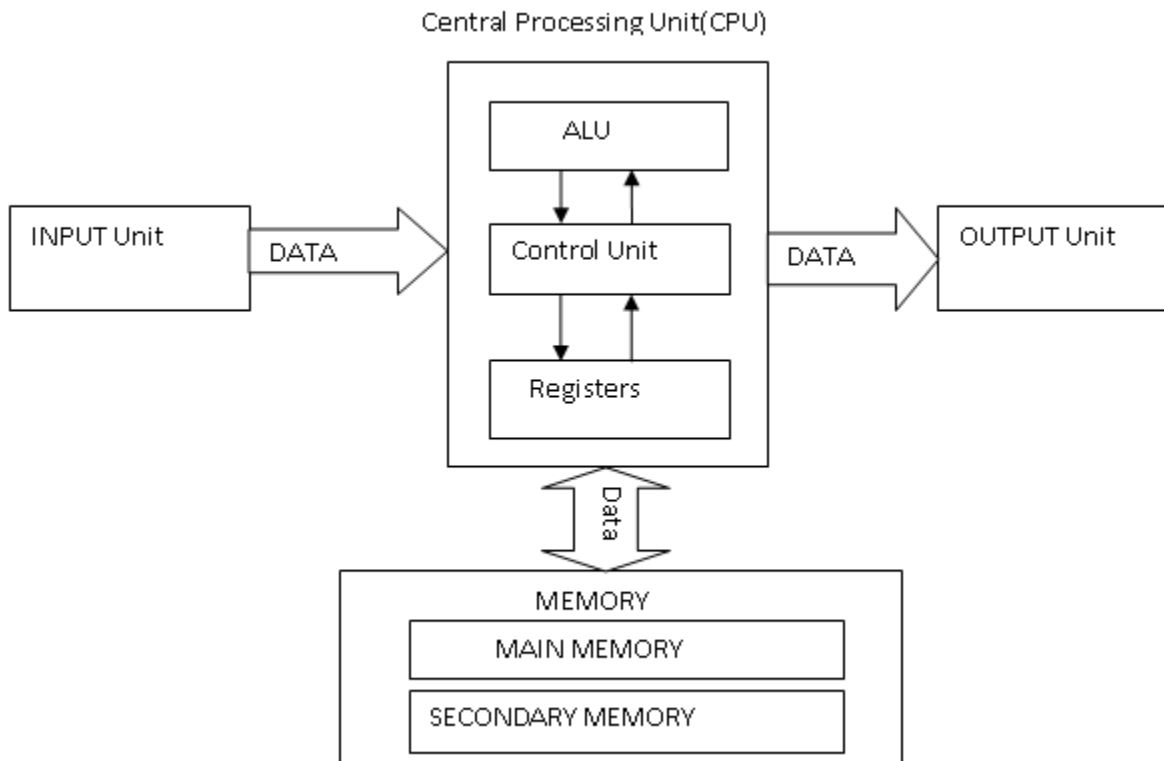 Central Processing Unit(CPU)
ALU
INPUT Unit
DATA
Control Unit
DATA
OUTPUT Unit
Registers
Data
MEMORY
MAIN MEMORY
SECONDARY MEMORY